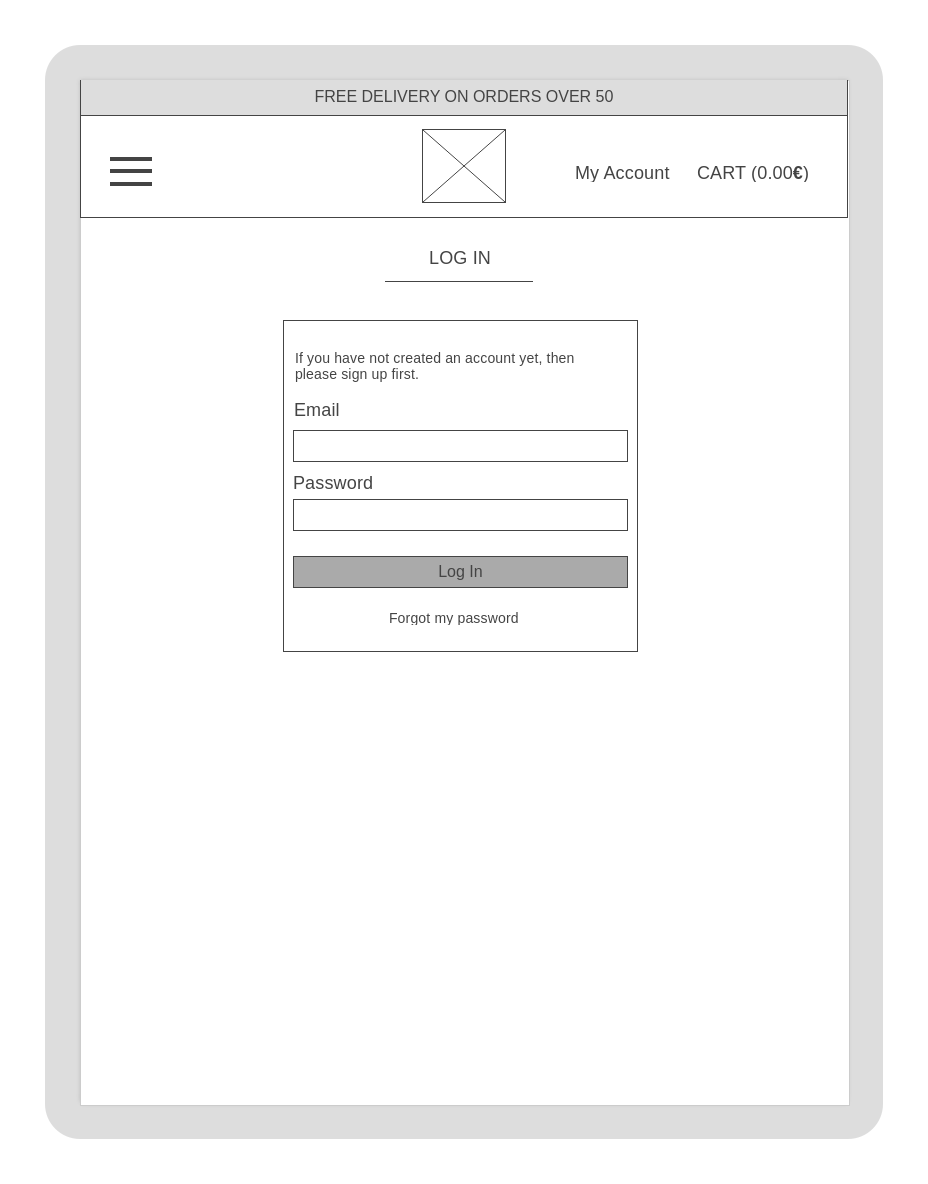 FREE DELIVERY ON ORDERS OVER 50
My Account CART (0.00€)
LOG IN
If you have not created an account yet, then
please sign up first.
Email
Password
Log In
Forgot my password